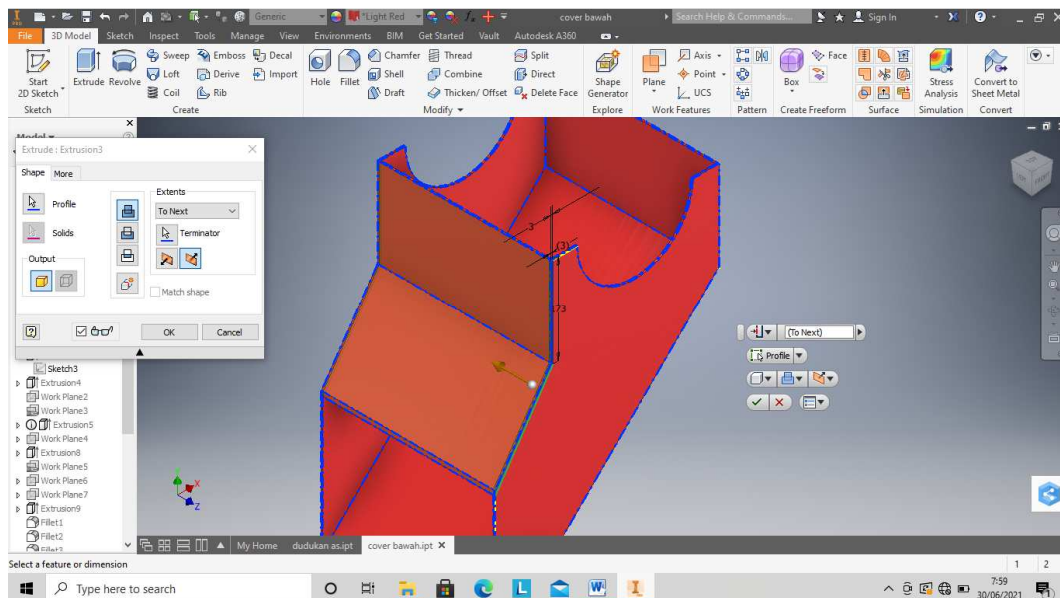 PRO
Generic
*Light Red
cover bawah
Search Help & Commands...
Sign In
File 3D Model Sketch Inspect Tools Manage View Environments BIM Get Started Vault Autodesk A360
Start 2D Sketch
Extrude Revolve
Sweep Emboss Decal
Loft Derive Import
Coil Rib
Hole Fillet
Chamfer Thread Split
Shell Combine Direct
Draft Thicken/ Offset Delete Face
Shape Generator
Plane
Axis
Point
UCS
Box
Face
Stress Analysis
Convert to Sheet Metal
Sketch Create Modify Explore Work Features Pattern Create Freeform Surface Simulation Convert
Model
Extrude : Extrusion3
Shape More
Profile
Solids
Output
Extents
To Next
Terminator
Match shape
OK Cancel
Sketch3
Extrusion4
Work Plane2
Work Plane3
Extrusion5
Work Plane4
Extrusion8
Work Plane5
Work Plane6
Work Plane7
Extrusion9
Fillet1
Fillet2
Fillet3
3
(3)
173
(To Next)
Profile
X
Z
My Home dudukan as.ipt cover bawah.ipt
Select a feature or dimension
1 2
Type here to search
7:59
30/06/2021